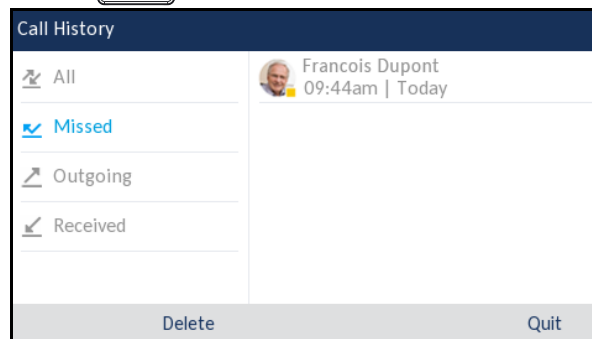 Call History
All
Missed
Outgoing
Received
Francois Dupont
09:44am | Today
Delete
Quit